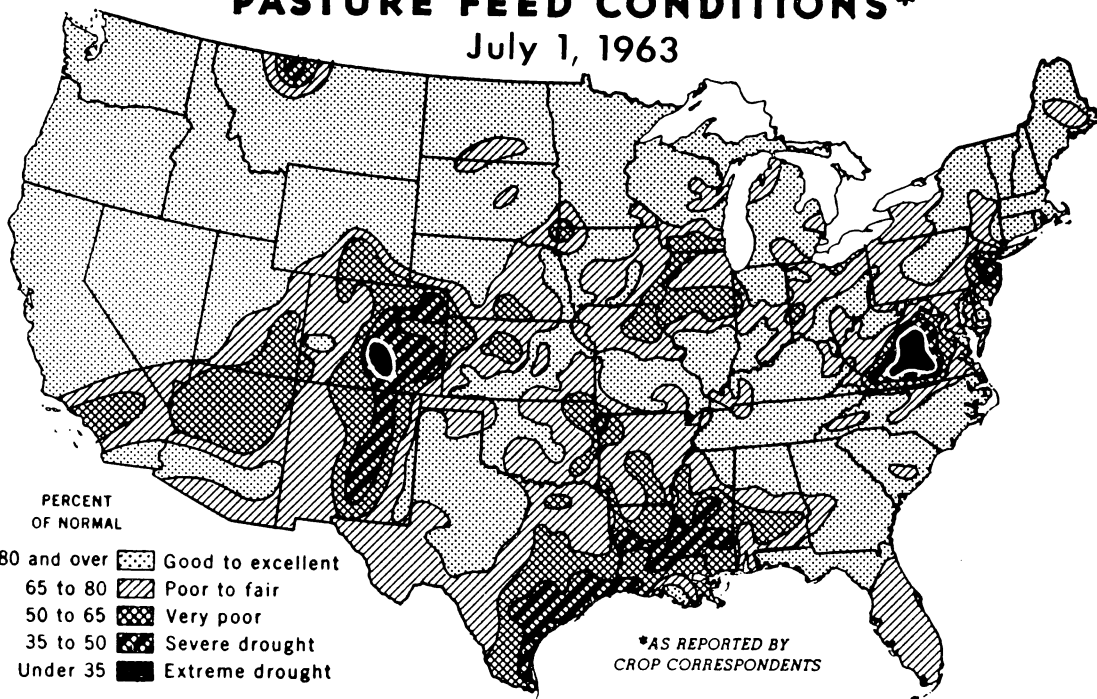 PASTURE FEED CONDITIONS*
July 1, 1963
PERCENT
OF NORMAL
80 and over Good to excellent
65 to 80 Poor to fair
50 to 65 Very poor
35 to 50 Severe drought
Under 35 Extreme drought
*AS REPORTED BY
CROP CORRESPONDENTS